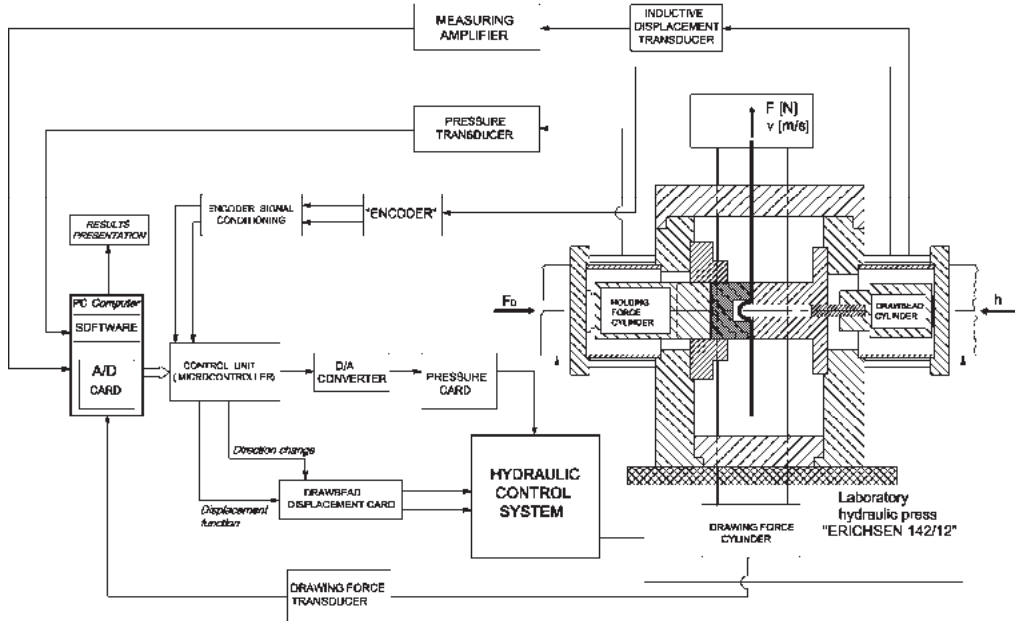 MEASURING
AMPLIFIER
INDUCTIVE
DISPLACEMENT
TRANSDUCER
F [N]
v [m/s]
PRESSURE
TRANSDUCER
ENCODER SIGNAL
CONDITIONING
"ENCODER"
RESULTS
PRESENTATION
PC Computer
SOFTWARE
A/D
CARD
CONTROL UNIT
(MICROCONTROLLER)
D/A
CONVERTER
PRESSURE
CARD
FD
HOLDING
FORCE
CYLINDER
DRAWBEAD
CYLINDER
h
Direction change
Displacement
function
DRAWBEAD
DISPLACEMENT CARD
HYDRAULIC
CONTROL
SYSTEM
DRAWING FORCE
CYLINDER
Laboratory
hydraulic press
"ERICHSEN 142/12"
DRAWING FORCE
TRANSDUCER